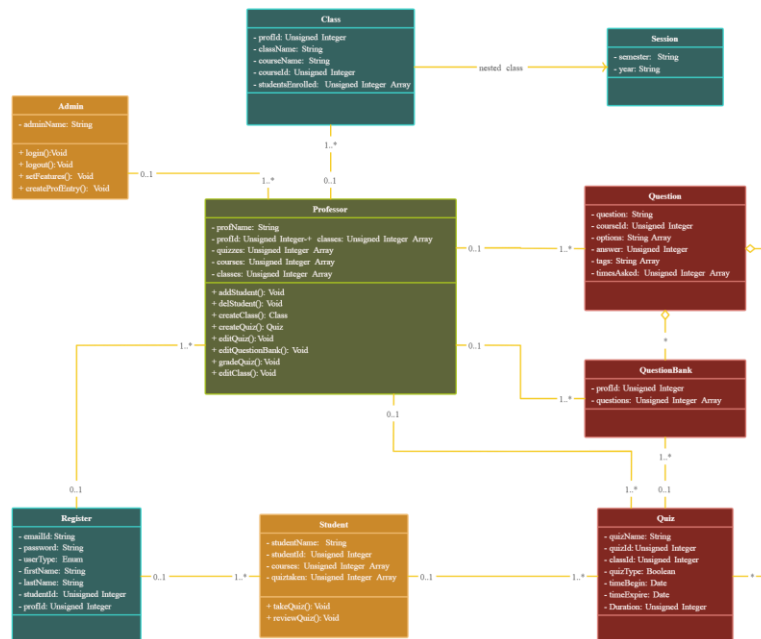 Class
- profId: Unsigned Integer
- className: String
- courseName: String
- courseId: Unsigned Integer
- studentsEnrolled: Unsigned Integer Array
nested class
Session
- semester: String
- year: String
Admin
- adminName: String
+ login():Void
+ logout(): Void
+ setFeatures(): Void
+ createProfEntry(): Void
1..*
0..1
0..1
1..*
Professor
- profName: String
- profId: Unsigned Integer-+ classes: Unsigned Integer Array
- quizzes: Unsigned Integer Array
- courses: Unsigned Integer Array
- classes: Unsigned Integer Array
+ addStudent(): Void
+ delStudent(): Void
+ createClass(): Class
+ createQuiz(): Quiz
+ editQuiz(): Void
+ editQuestionBank(): Void
+ gradeQuiz(): Void
+ editClass(): Void
0..1
1..*
Question
- question: String
- courseId: Unsigned Integer
- options: String Array
- answer: Unsigned Integer
- tags: String Array
- timesAsked: Unsigned Integer Array
*
1..*
0..1
1..*
QuestionBank
- profId: Unsigned Integer
- questions: Unsigned Integer Array
0..1
1..*
0..1
1..*
0..1
Register
- emailId: String
- password: String
- userType: Enum
- firstName: String
- lastName: String
- studentId: Unisigned Integer
- profId: Unsigned Integer
0..1
1..*
Student
- studentName: String
- studentId: Unsigned Integer
- courses: Unsigned Integer Array
- quiztaken: Unsigned Integer Array
+ takeQuiz(): Void
+ reviewQuiz(): Void
0..1
1..*
Quiz
- quizName: String
- quizId: Unsigned Integer
- classId: Unsigned Integer
- quizType: Boolean
- timeBegin: Date
- timeExpire: Date
- Duration: Unsigned Integer
*